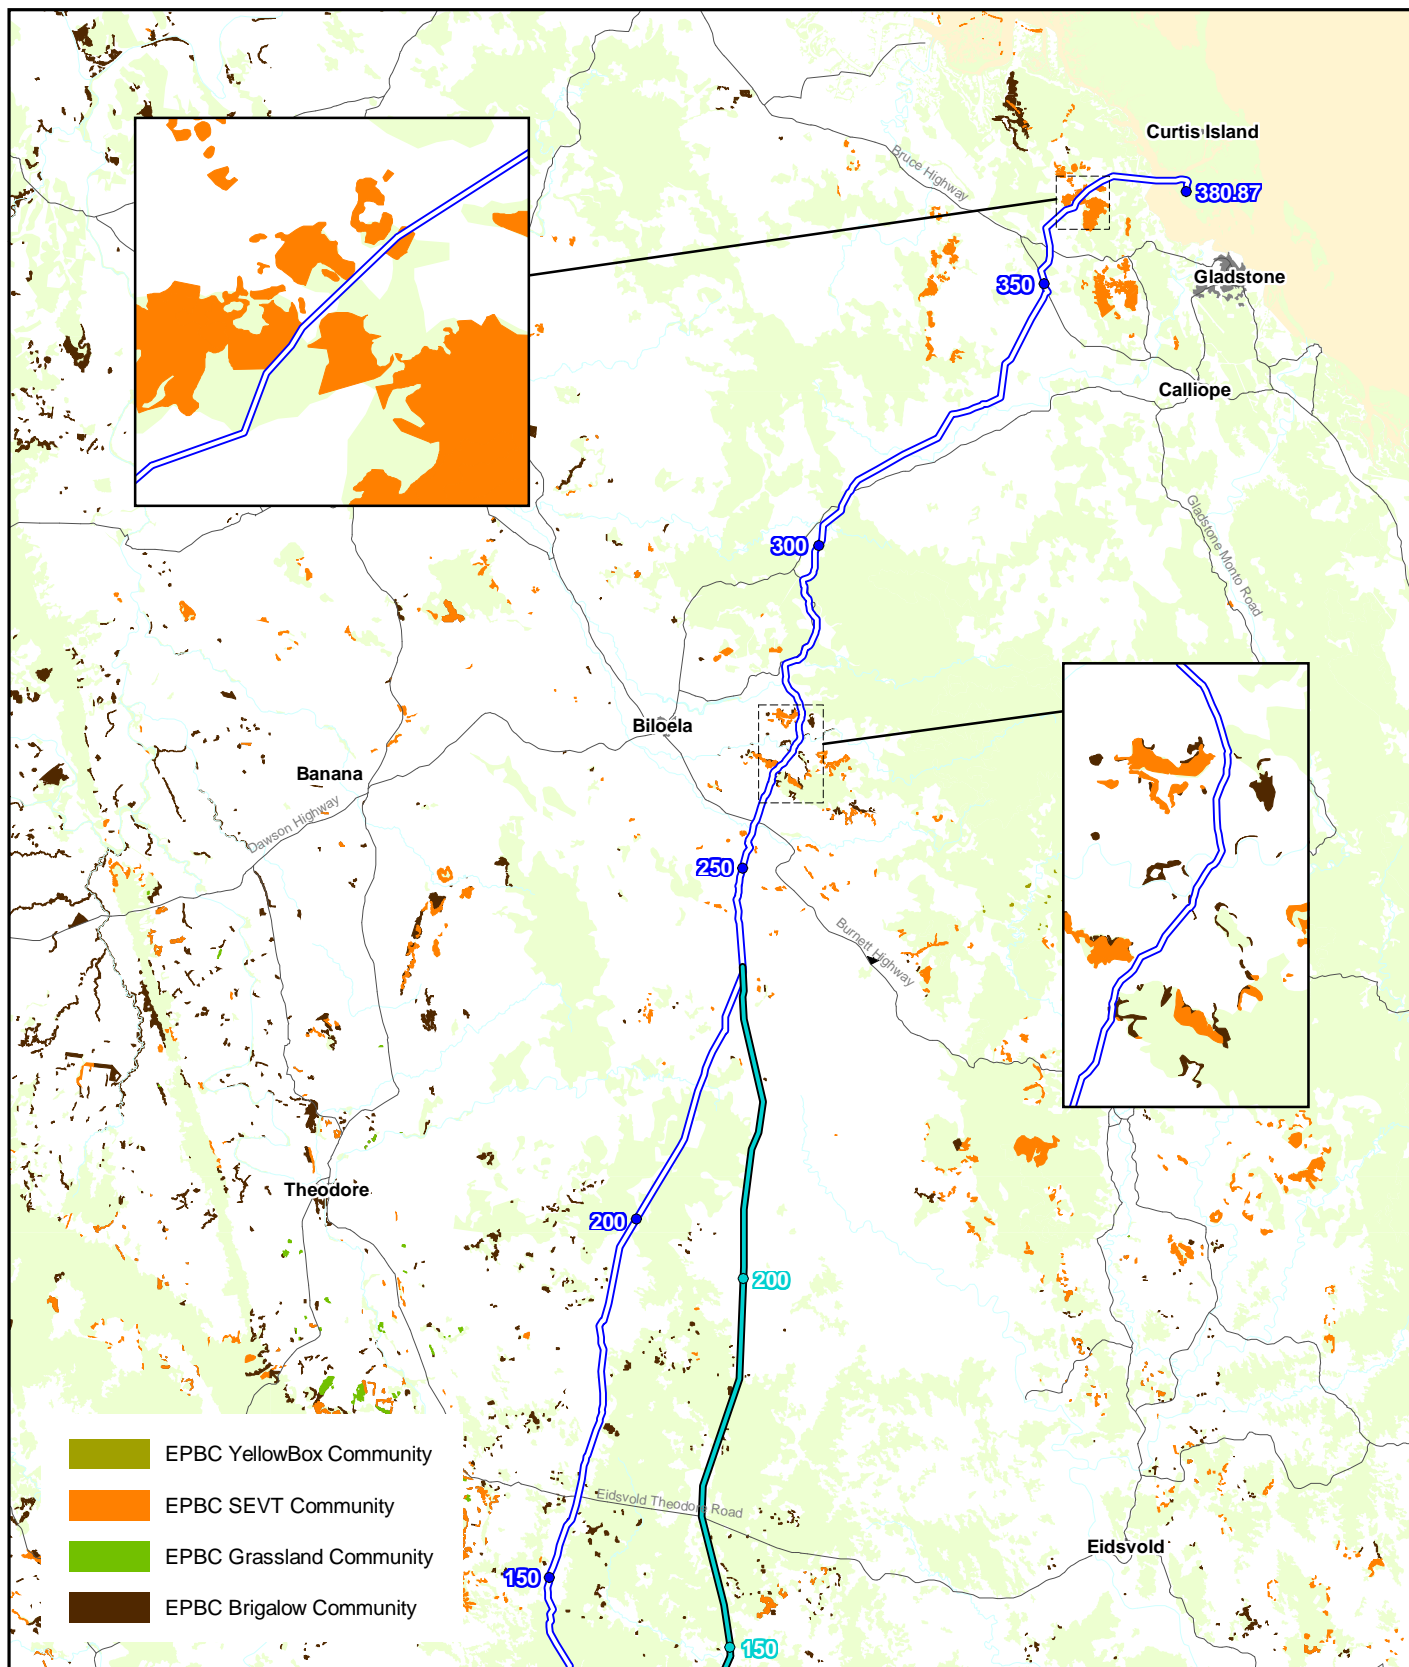 Curtis Island
Bruce Highway
380.87
Gladstone
350
Calliope
Gladstone Monto Road
300
Biloela
Banana
Dawson Highway
250
Burnett Highway
Theodore
200
200
EPBC YellowBox Community
EPBC SEVT Community
Eidsvold Theodore Road
Eidsvold
EPBC Grassland Community
150
EPBC Brigalow Community
150